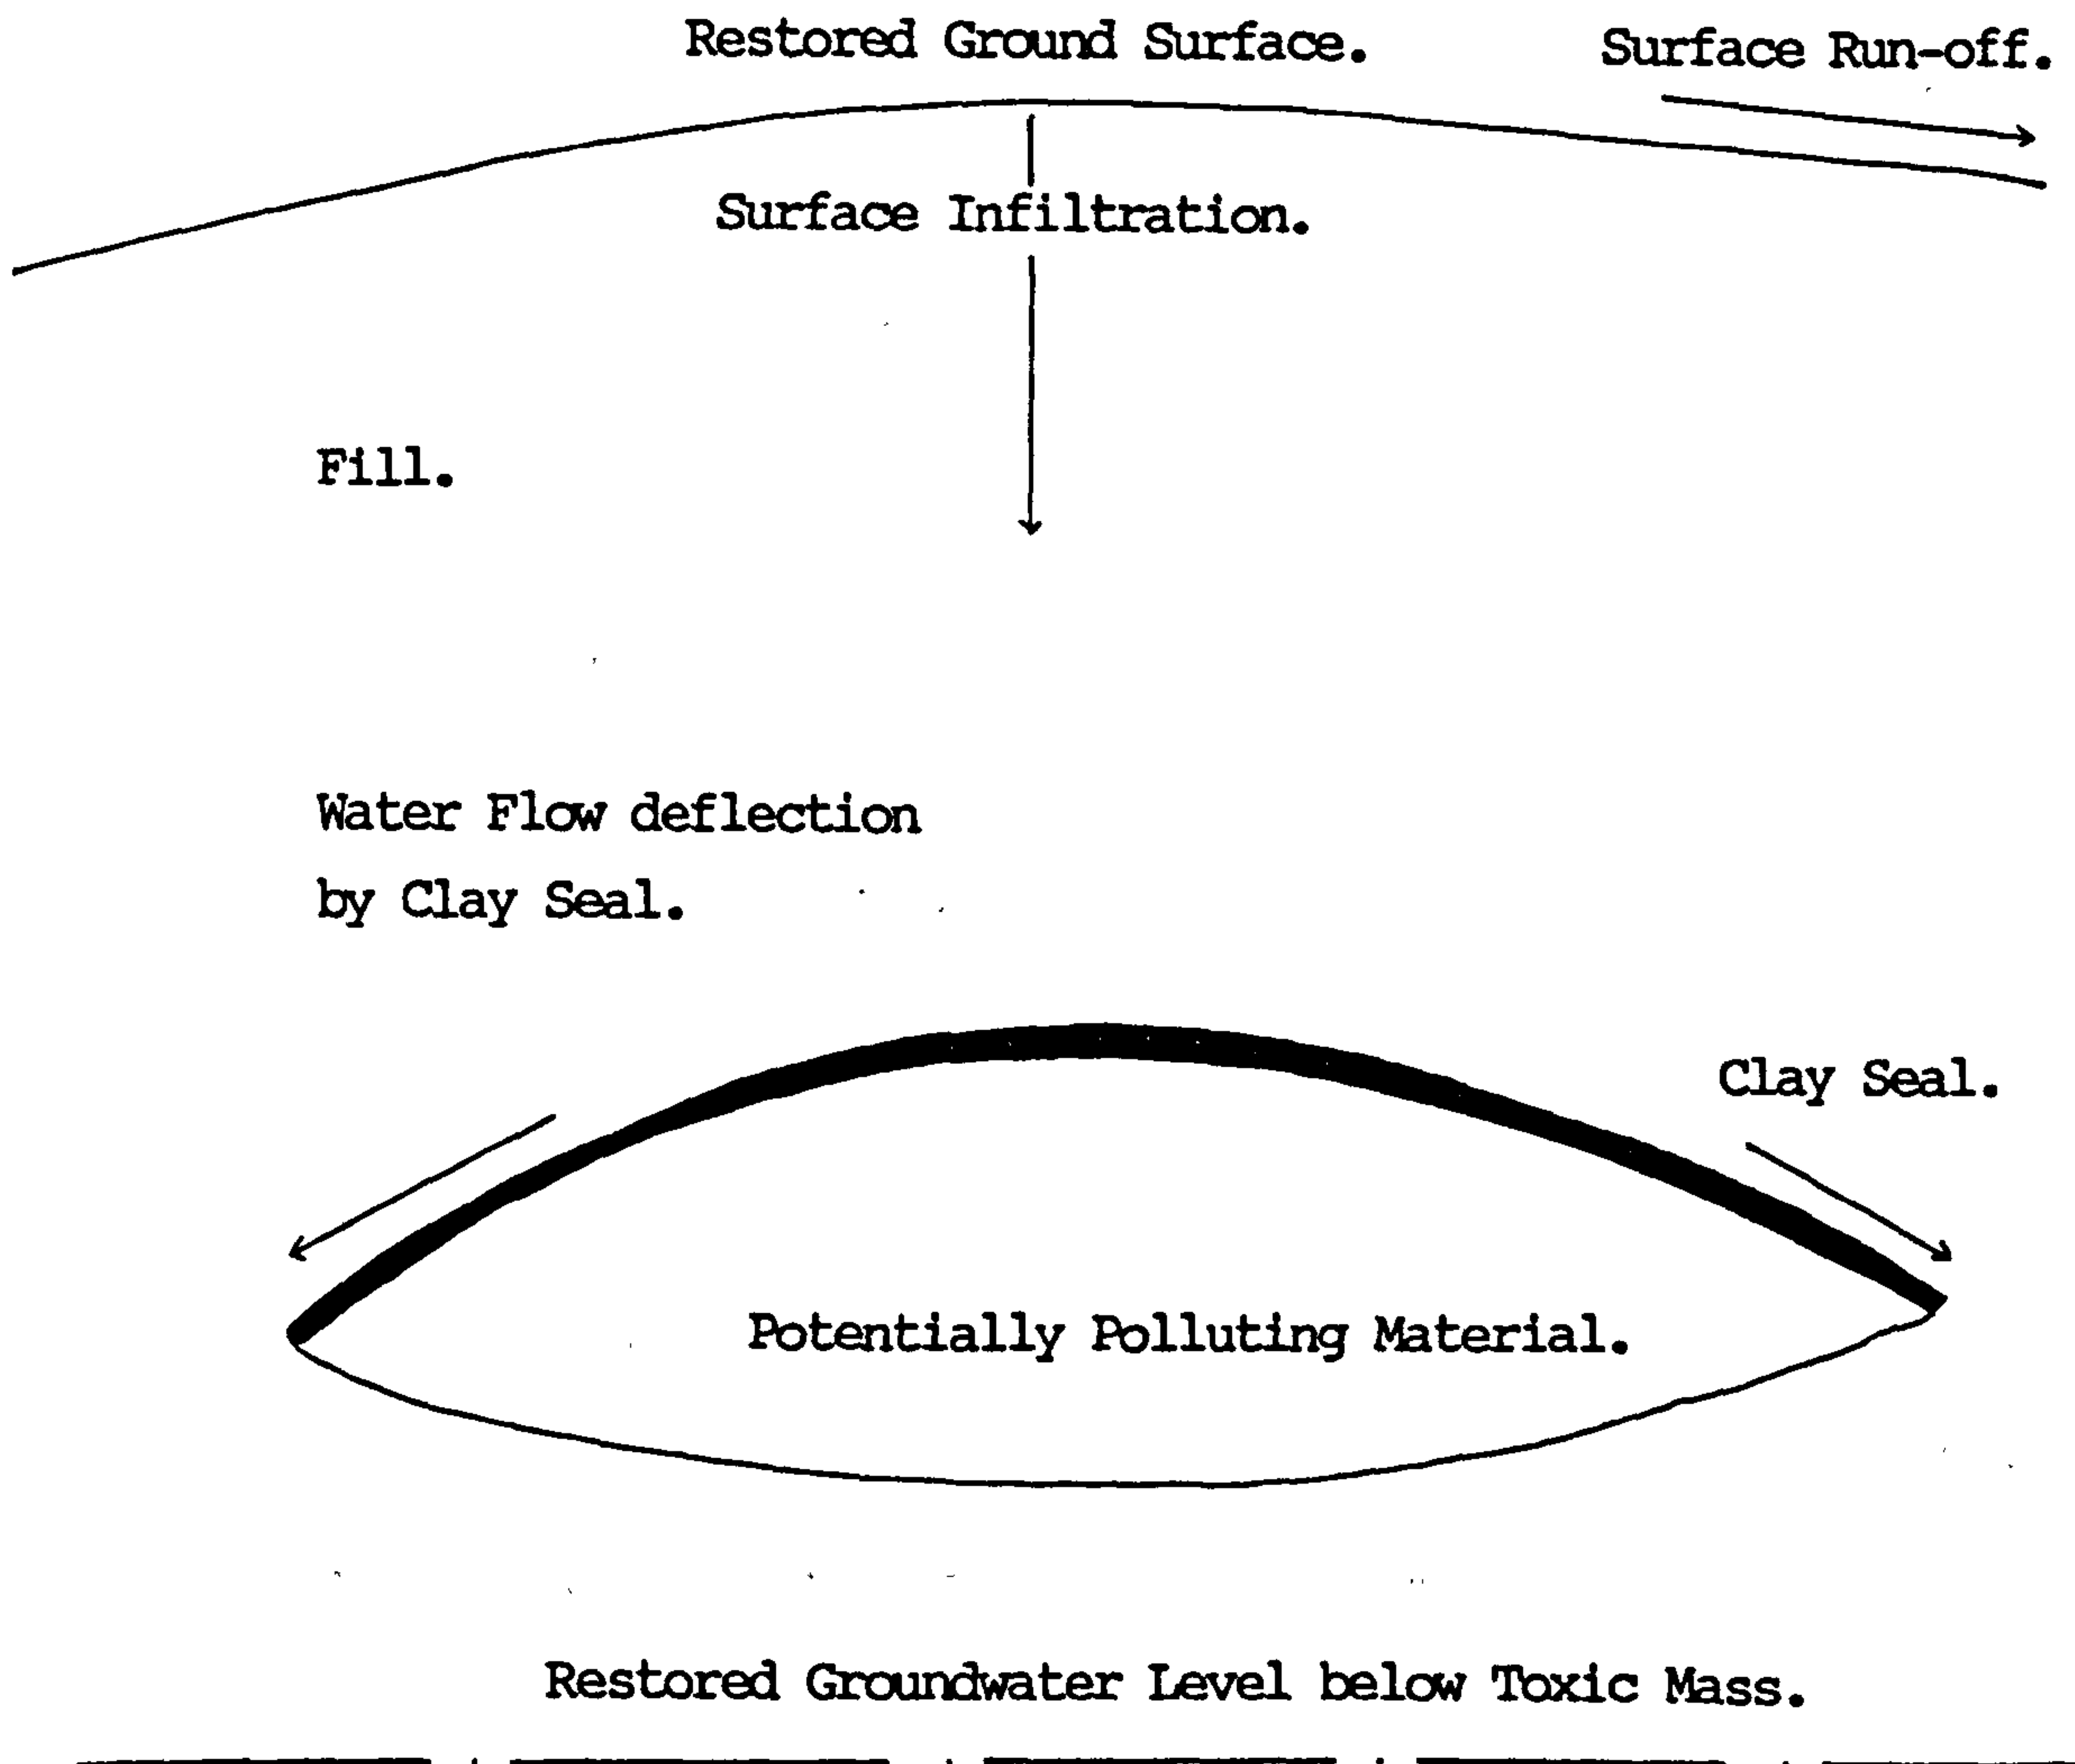 Restored Ground Surface.
Surface Run-off.
Surface Infiltration.
Fill.
Water Flow deflection
by Clay Seal.
Clay Seal.
Potentially Polluting Material.
Restored Groundwater Level below Toxic Mass.